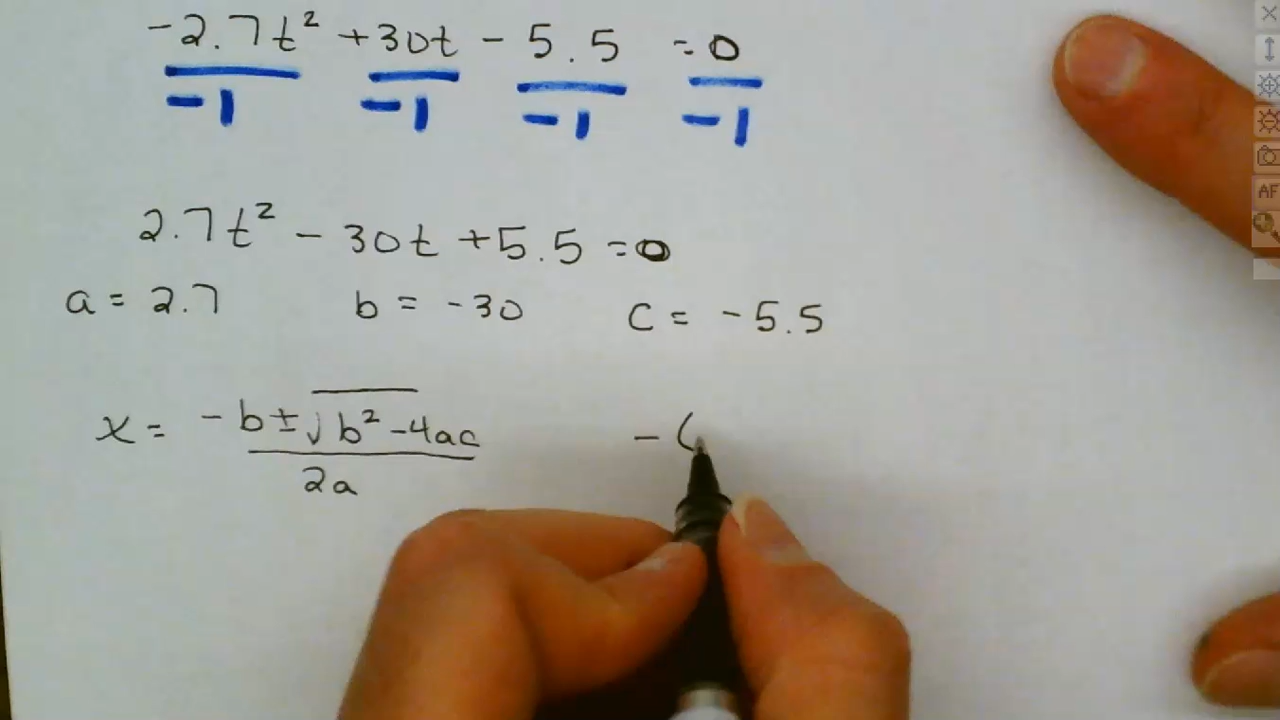 -2.7t² +30t - 5.5 = 0
-1 -1 -1 -1
2.7t² - 30t +5.5 = 0
a = 2.7 b = -30 c = -5.5
x = -b±√b²-4ac - (
2a
AF